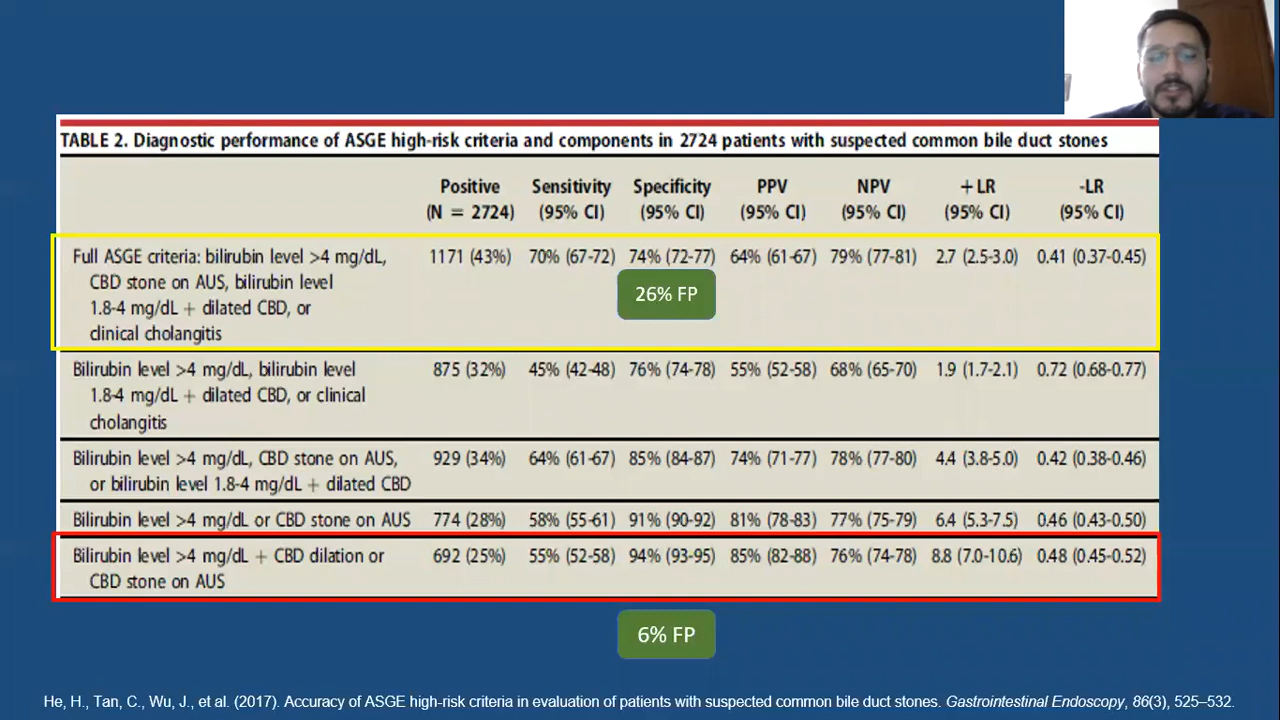 TABLE 2. Diagnostic performance of ASGE high-risk criteria and components in 2724 patients with suspected common bile duct stones
Positive Sensitivity Specificity PPV NPV +LR -LR
(N = 2724) (95% CI) (95% CI) (95% CI) (95% CI) (95% CI) (95% CI)
Full ASGE criteria: bilirubin level >4 mg/dL, 1171 (43%) 70% (67-72) 74% (72-77) 64% (61-67) 79% (77-81) 2.7 (2.5-3.0) 0.41 (0.37-0.45)
CBD stone on AUS, bilirubin level
26% FP
1.8-4 mg/dL + dilated CBD, or
clinical cholangitis
Bilirubin level >4 mg/dL, bilirubin level 875 (32%) 45% (42-48) 76% (74-78) 55% (52-58) 68% (65-70) 1.9 (1.7-2.1) 0.72 (0.68-0.77)
1.8-4 mg/dL + dilated CBD, or clinical
cholangitis
Bilirubin level >4 mg/dL, CBD stone on AUS, 929 (34%) 64% (61-67) 85% (84-87) 74% (71-77) 78% (77-80) 4.4 (3.8-5.0) 0.42 (0.38-0.46)
or bilirubin level 1.8-4 mg/dL + dilated CBD
Bilirubin level >4 mg/dL or CBD stone on AUS 774 (28%) 58% (55-61) 91% (90-92) 81% (78-83) 77% (75-79) 6.4 (5.3-7.5) 0.46 (0.43-0.50)
Bilirubin level >4 mg/dL + CBD dilation or 692 (25%) 55% (52-58) 94% (93-95) 85% (82-88) 76% (74-78) 8.8 (7.0-10.6) 0.48 (0.45-0.52)
CBD stone on AUS
6% FP
He, H., Tan, C., Wu, J., et al. (2017). Accuracy of ASGE high-risk criteria in evaluation of patients with suspected common bile duct stones. Gastrointestinal Endoscopy, 86(3), 525–532.